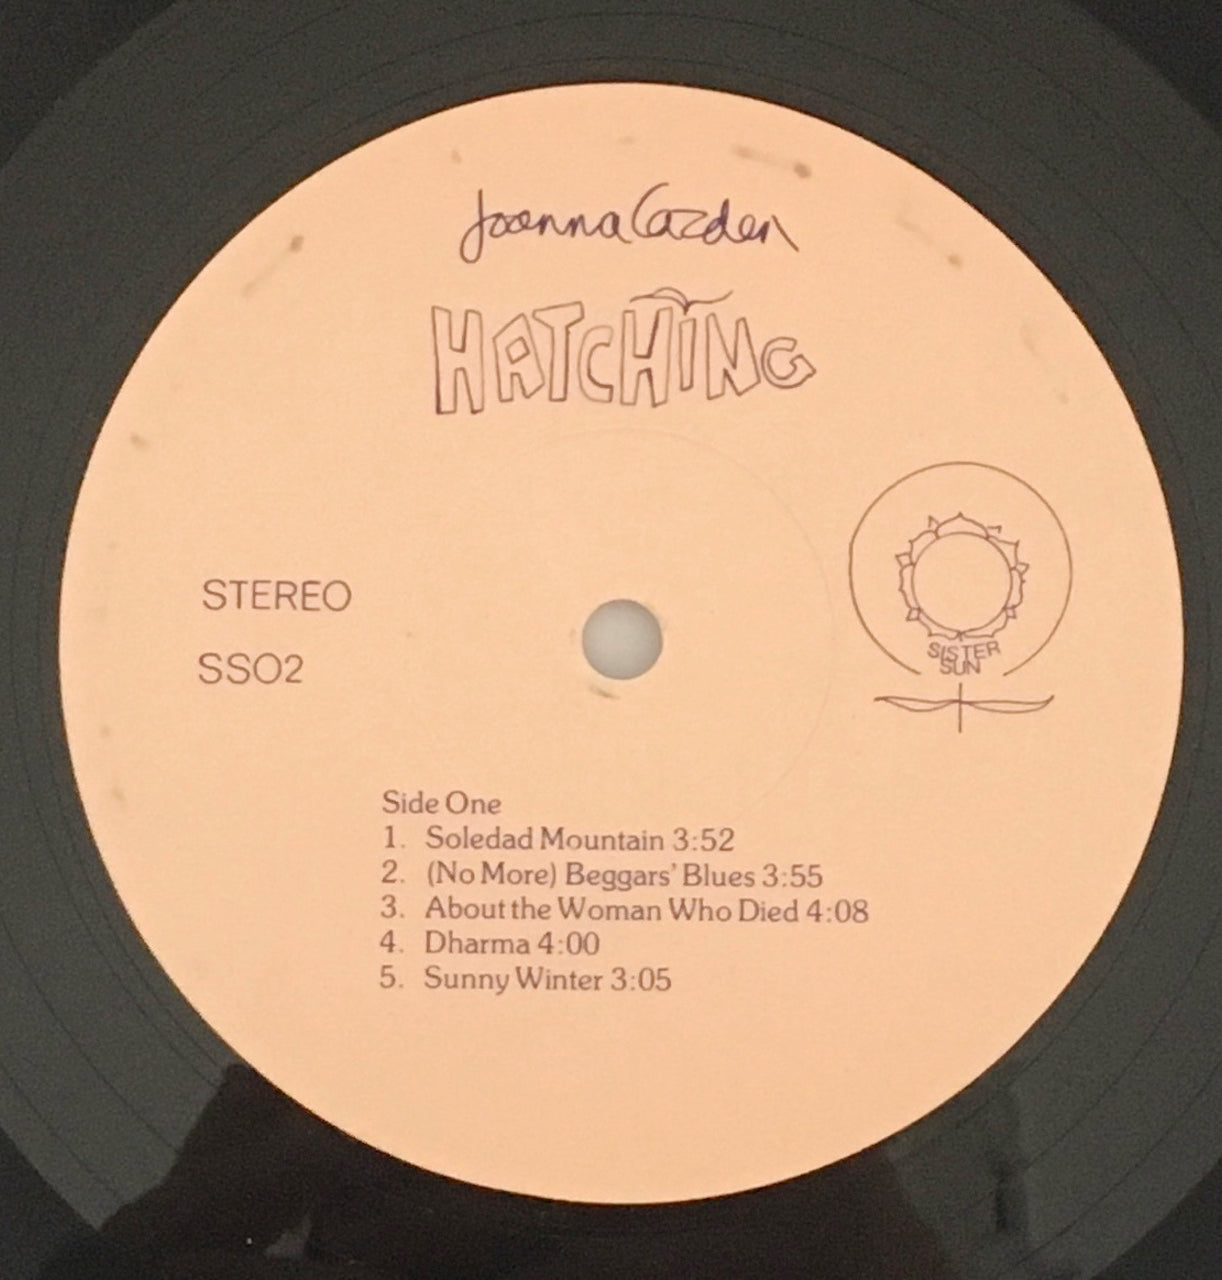 Joanna Cazden
HATCHING
STEREO
SSO2
SISTER
SUN
Side One
1. Soledad Mountain 3:52
2. (No More) Beggars' Blues 3:55
3. About the Woman Who Died 4:08
4. Dharma 4:00
5. Sunny Winter 3:05